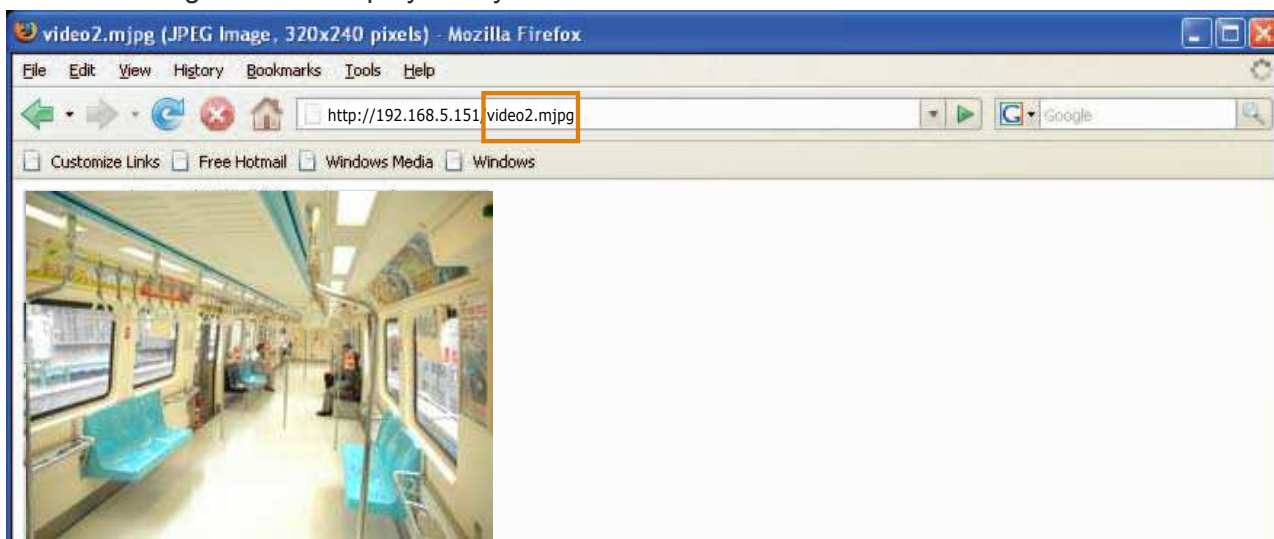 video2.mjpg (JPEG Image, 320x240 pixels) - Mozilla Firefox
File Edit View History Bookmarks Tools Help
http://192.168.5.151/video2.mjpg G Google
Customize Links Free Hotmail Windows Media Windows